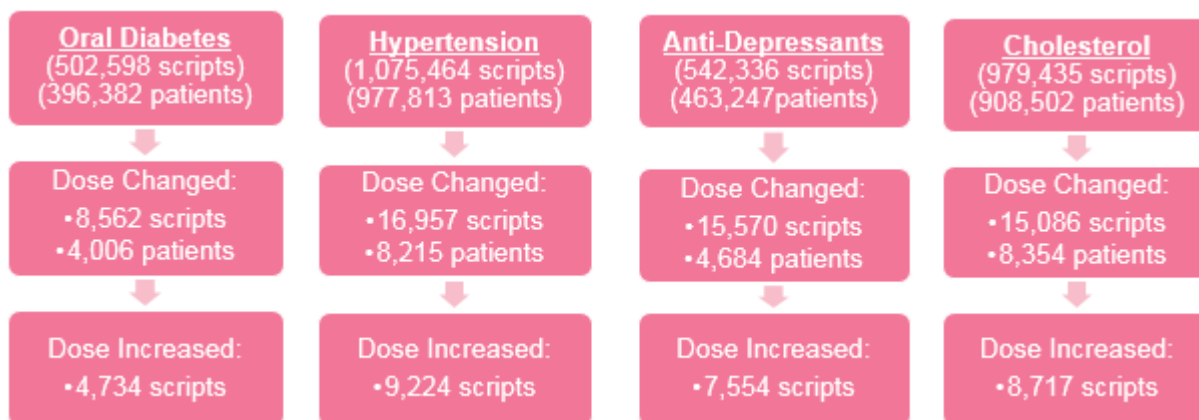 Oral Diabetes
(502,598 scripts)
(396,382 patients)
Dose Changed:
•8,562 scripts
•4,006 patients
Dose Increased:
•4,734 scripts
Hypertension
(1,075,464 scripts)
(977,813 patients)
Dose Changed:
•16,957 scripts
•8,215 patients
Dose Increased:
•9,224 scripts
Anti-Depressants
(542,336 scripts)
(463,247patients)
Dose Changed:
•15,570 scripts
•4,684 patients
Dose Increased:
•7,554 scripts
Cholesterol
(979,435 scripts)
(908,502 patients)
Dose Changed:
•15,086 scripts
•8,354 patients
Dose Increased:
•8,717 scripts